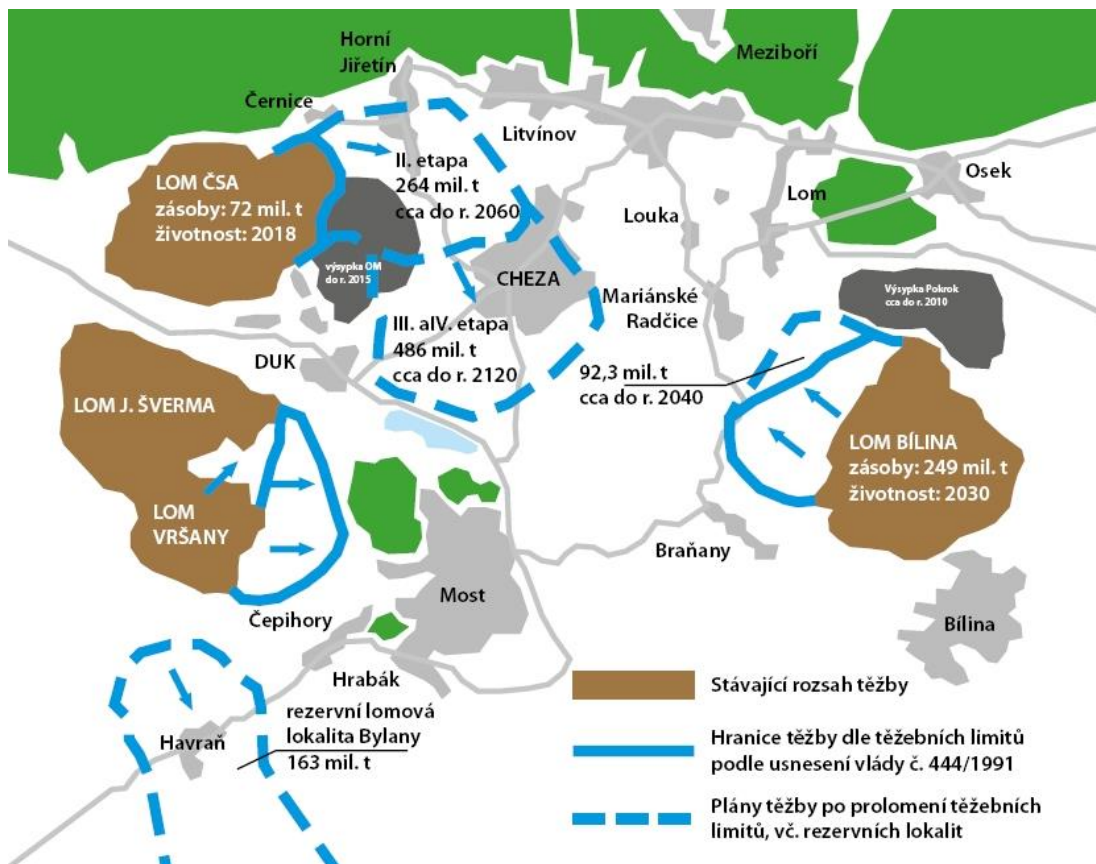 Horní
Jiřetín
Meziboří
Černice
Litvínov
Osek
II. etapa
264 mil. t
cca do r. 2060
LOM ČSA
zásoby: 72 mil. t
životnost: 2018
Lom
Louka
výsypka OM
do r. 2015
CHEZA
Mariánské
Radčice
Výsypka Pokrok
cca do r. 2010
III. aIV. etapa
486 mil. t
cca do r. 2120
DUK
92,3 mil. t
cca do r. 2040
LOM J. ŠVERMA
LOM BÍLINA
zásoby: 249 mil. t
životnost: 2030
LOM
VRŠANY
Braňany
Most
Čepihory
Bílina
Hrabák
rezervní lomová
lokalita Bylany
163 mil. t
Havraň
Stávající rozsah těžby
Hranice těžby dle těžebních limitů
podle usnesení vlády č. 444/1991
Plány těžby po prolomení těžebních
limitů, vč. rezervních lokalit